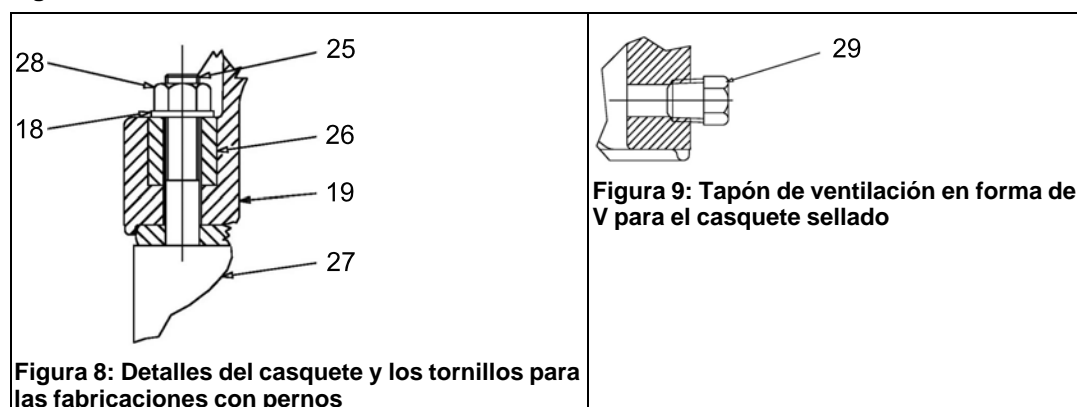 28
25
18
26
19
27
Figura 8: Detalles del casquete y los tornillos para
las fabricaciones con pernos
29
Figura 9: Tapón de ventilación en forma de
V para el casquete sellado